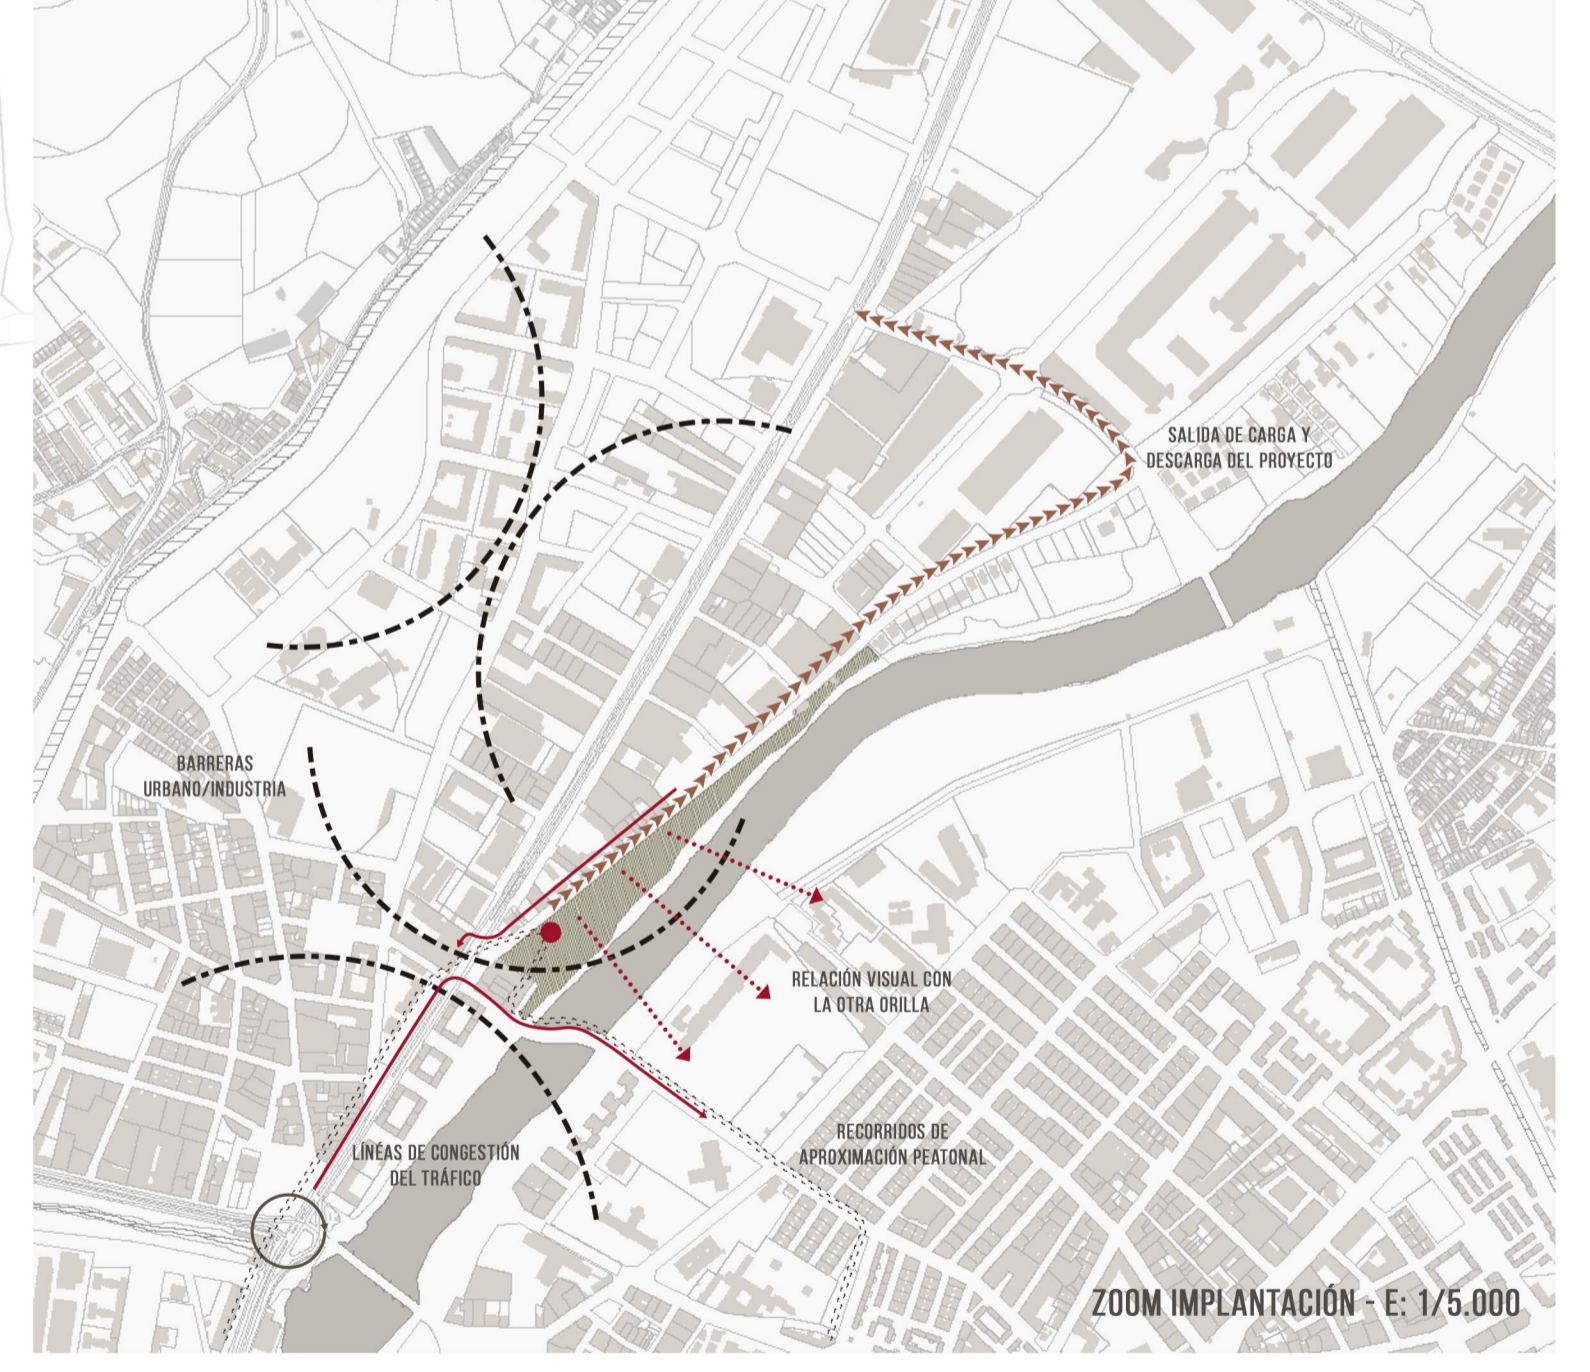 SALIDA DE CARGA Y
DESCARGA DEL PROYECTO
BARRERAS
URBANO/INDUSTRIA
RELACIÓN VISUAL CON
LA OTRA ORILLA
RECORRIDOS DE
APROXIMACIÓN PEATONAL
LÍNÉAS DE CONGESTIÓN
DEL TRÁFICO
ZOOM IMPLANTACIÓN - E: 1/5.000